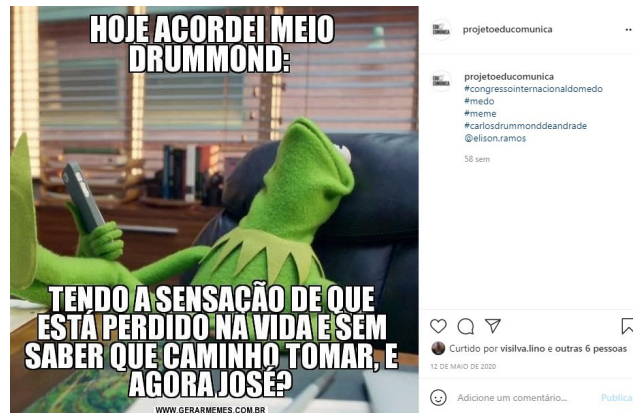 HOJE ACORDEI MEIO
DRUMMOND:
TENDO A SENSAÇÃO DE QUE
ESTÁ PERDIDO NA VIDA E SEM
SABER QUE CAMINHO TOMAR, E
AGORA JOSÉ?
WWW.GERARMEMES.COM.BR
projetoeducomunica
projetoeducomunica
#congressointernacionaldomedo
#medo
#meme
#carlosdrummonddeandrade
@elison.ramos
58 sem
Curtido por visilva.lino e outras 6 pessoas
12 DE MAIO DE 2020
Adicione um comentário... Publica